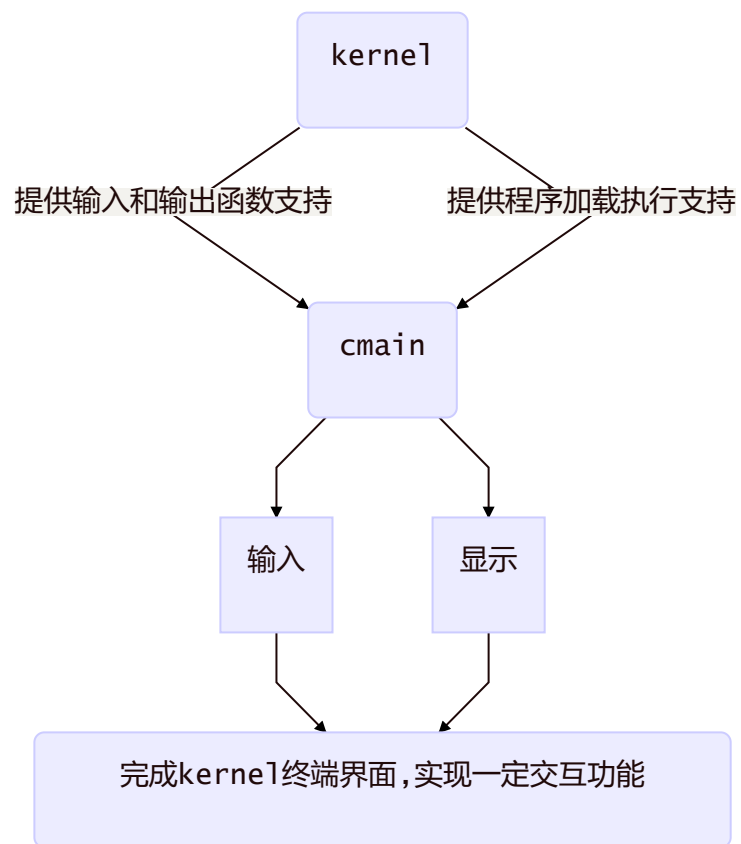 kernel
提供输入和输出函数支持
提供程序加载执行支持
cmain
输入
显示
完成kernel终端界面,实现一定交互功能